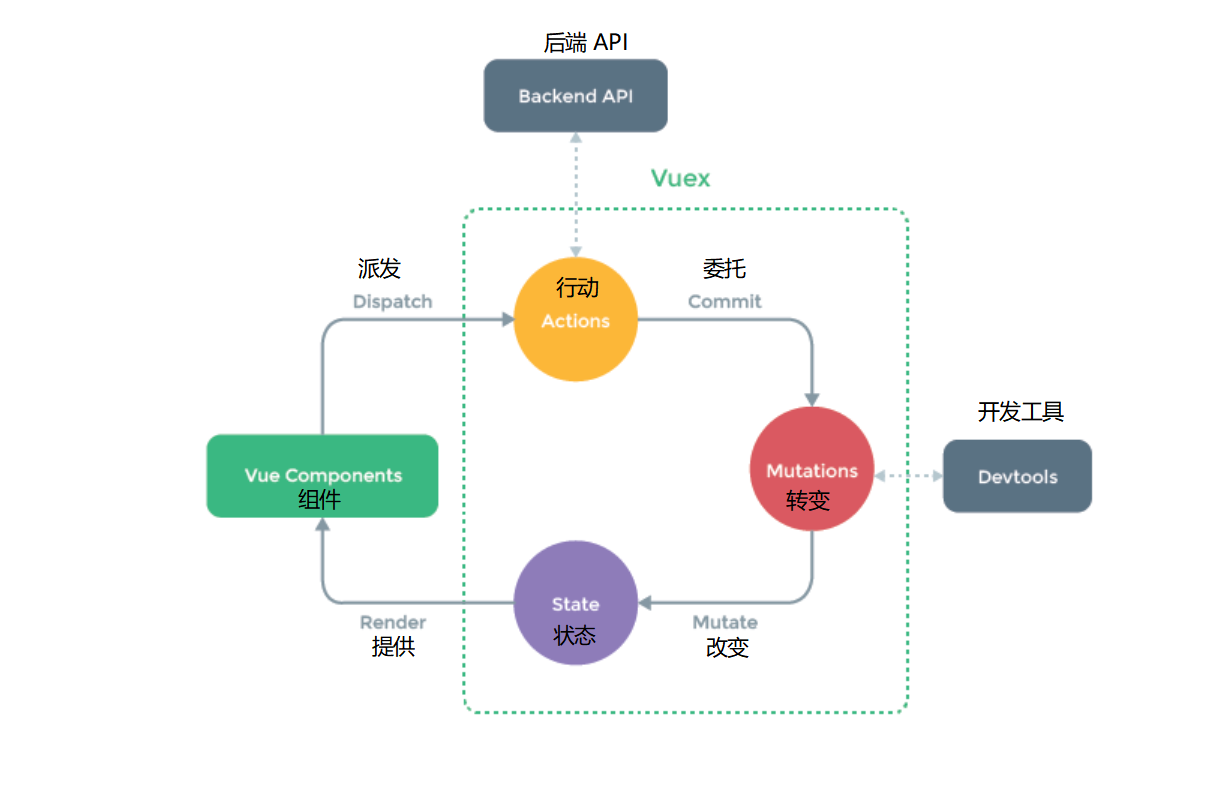 后端 API
Backend API
Vuex
派发
Dispatch
行动
Actions
委托
Commit
开发工具
Devtools
Vue Components
组件
Mutations
转变
State
状态
Render
提供
Mutate
改变